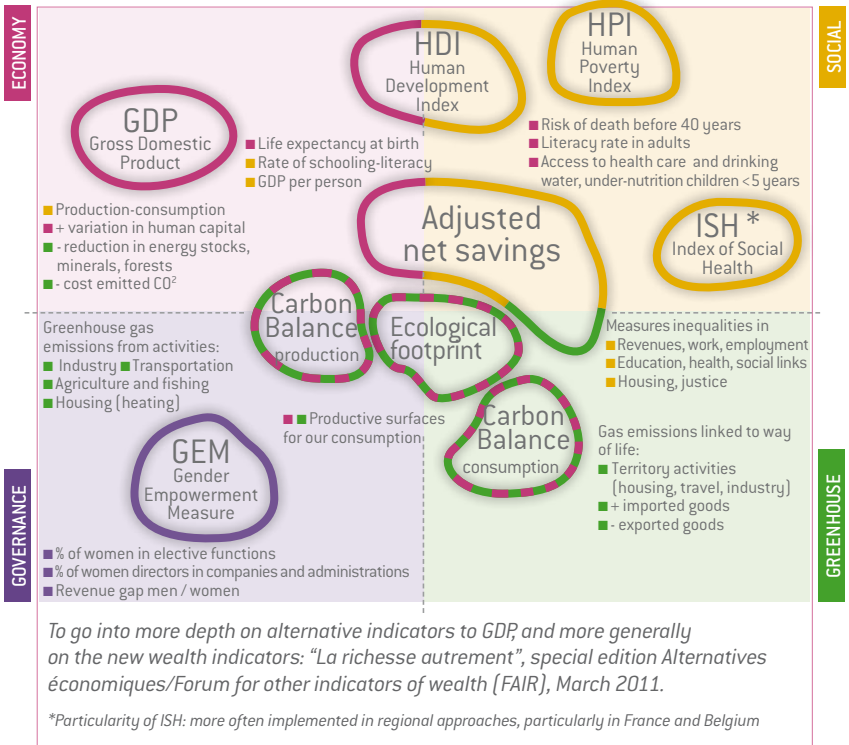 ECONOMY
SOCIAL
HDI
Human
Development
Index
HPI
Human
Poverty
Index
GDP
Gross Domestic
Product
■ Life expectancy at birth
■ Rate of schooling-literacy
■ GDP per person
■ Risk of death before 40 years
■ Literacy rate in adults
■ Access to health care and drinking
water, under-nutrition children <5 years
■ Production-consumption
■ + variation in human capital
■ - reduction in energy stocks,
minerals, forests
■ - cost emitted CO²
Adjusted
net savings
ISH *
Index of Social
Health
Carbon
Balance
production
Ecological
footprint
Greenhouse gas
emissions from activities:
■ Industry ■ Transportation
■ Agriculture and fishing
■ Housing (heating)
Measures inequalities in
■ Revenues, work, employment
■ Education, health, social links
■ Housing, justice
■ ■ Productive surfaces
for our consumption
Carbon
Balance
consumption
Gas emissions linked to way
of life:
■ Territory activities
(housing, travel, industry)
■ + imported goods
■ - exported goods
GEM
Gender
Empowerment
Measure
GOVERNANCE
GREENHOUSE
■ % of women in elective functions
■ % of women directors in companies and administrations
■ Revenue gap men / women
To go into more depth on alternative indicators to GDP, and more generally
on the new wealth indicators: “La richesse autrement”, special edition Alternatives
économiques/Forum for other indicators of wealth (FAIR), March 2011.
*Particularity of ISH: more often implemented in regional approaches, particularly in France and Belgium